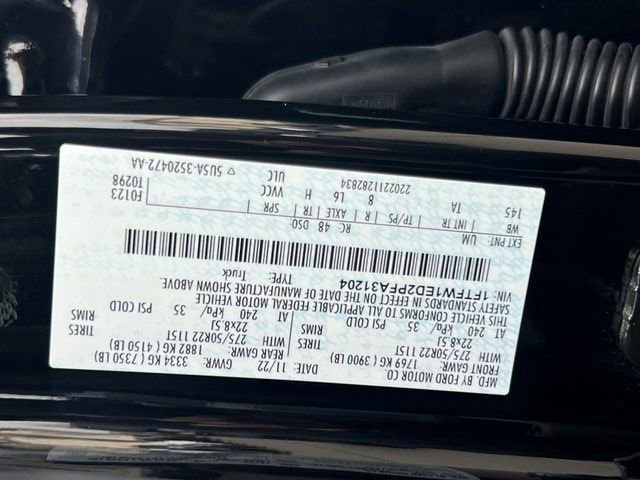 MFD. BY FORD MOTOR CO.
DATE: 11/22 GVWR: 3334 KG ( 7350 LB)
FRONT GAWR: 1769 KG ( 3900 LB) REAR GAWR: 1882 KG ( 4150 LB)
WITH 275/50R22 115T TIRES WITH 275/50R22 115T TIRES
22x8.5J RIMS 22x8.5J RIMS
AT 240 kPa/ 35 PSI COLD AT 240 kPa/ 35 PSI COLD
THIS VEHICLE CONFORMS TO ALL APPLICABLE FEDERAL MOTOR VEHICLE
SAFETY STANDARDS IN EFFECT ON THE DATE OF MANUFACTURE SHOWN ABOVE.
VIN: 1FTFW1ED2PFA31204 TYPE: Truck
EXT PNT: UM RC: 48 DSO: F0123
WB INT TR TP/PS R AXLE TR SPR F0298
145 TA 8 L6 H VVCC
2202211282834 ULC ▽ 5USA-3520472-AA